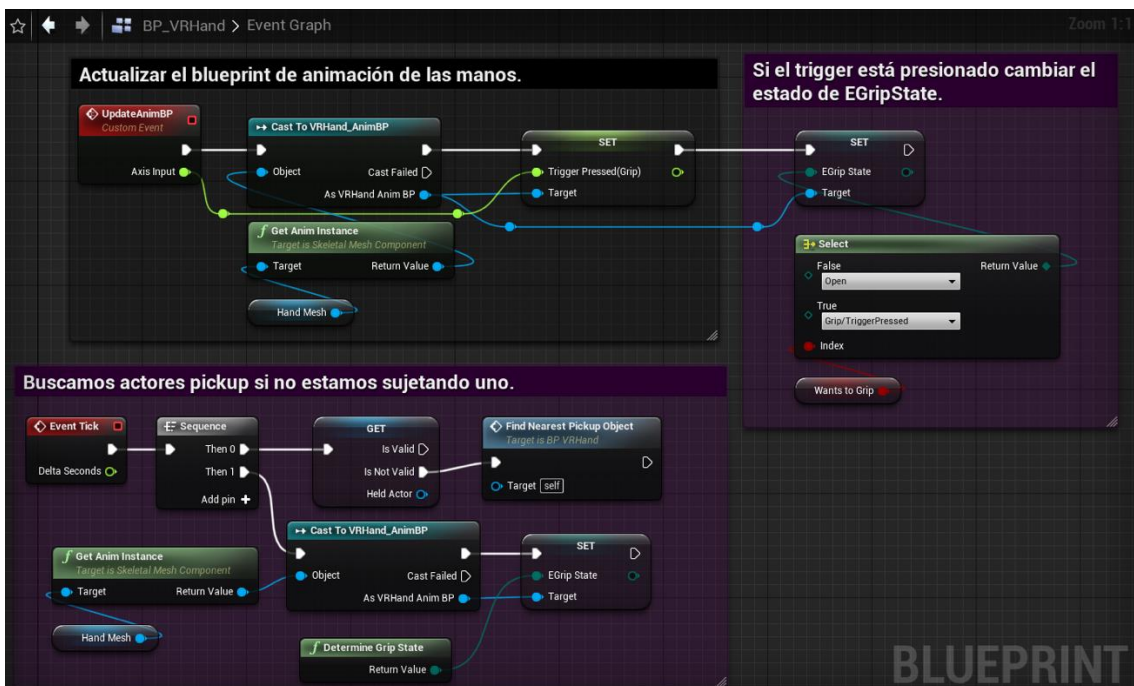 BP_VRHand > Event Graph
Zoom 1:1
Actualizar el blueprint de animación de las manos.
UpdateAnimBP
Custom Event
Axis Input
Cast To VRHand_AnimBP
Object
Cast Failed
As VRHand Anim BP
SET
Trigger Pressed(Grip)
Target
Get Anim Instance
Target is Skeletal Mesh Component
Target
Return Value
Hand Mesh
Si el trigger está presionado cambiar el
estado de EGripState.
SET
EGrip State
Target
Select
False
Open
Return Value
True
Grip/TriggerPressed
Index
Wants to Grip
Buscamos actores pickup si no estamos sujetando uno.
Event Tick
Delta Seconds
Sequence
Then 0
Then 1
Add pin +
GET
Is Valid
Is Not Valid
Held Actor
Find Nearest Pickup Object
Target is BP VRHand
Target self
Get Anim Instance
Target is Skeletal Mesh Component
Target
Return Value
Hand Mesh
Cast To VRHand_AnimBP
Object
Cast Failed
As VRHand Anim BP
SET
EGrip State
Target
Determine Grip State
Return Value
BLUEPRINT